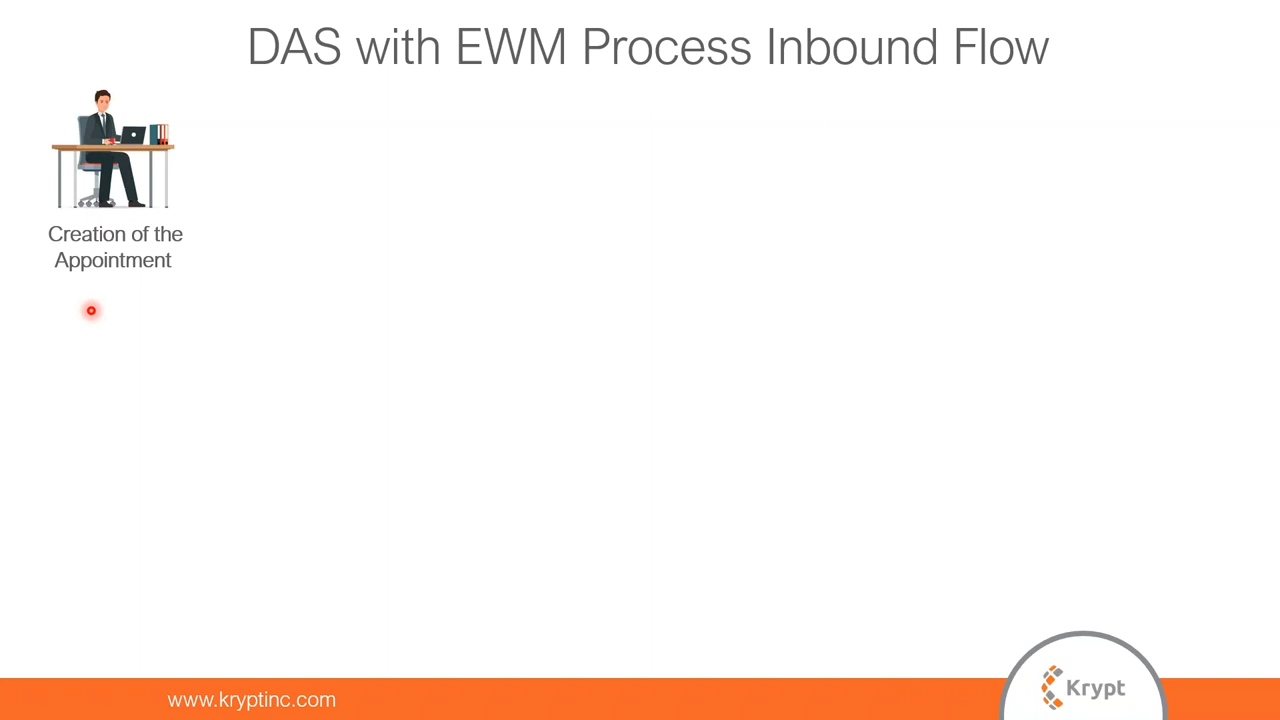 DAS with EWM Process Inbound Flow
Creation of the
Appointment
www.kryptinc.com
Krypt